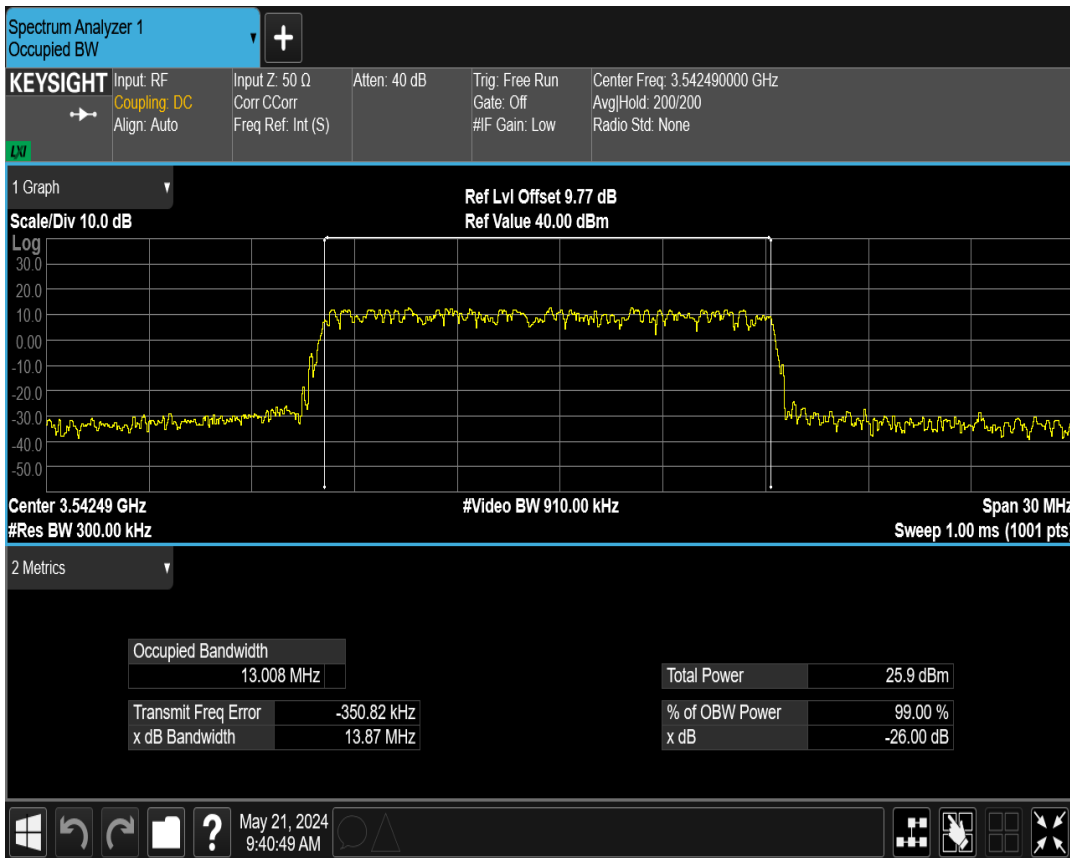 Spectrum Analyzer 1
Occupied BW
KEYSIGHT
LXI
Input: RF
Coupling: DC
Align: Auto
Input Z: 50 Ω
Corr CCorr
Freq Ref: Int (S)
Atten: 40 dB
Trig: Free Run
Gate: Off
#IF Gain: Low
Center Freq: 3.542490000 GHz
Avg|Hold: 200/200
Radio Std: None
1 Graph
Scale/Div 10.0 dB
Ref Lvl Offset 9.77 dB
Ref Value 40.00 dBm
Log
30.0
20.0
10.0
0.00
-10.0
-20.0
-30.0
-40.0
-50.0
Center 3.54249 GHz
#Video BW 910.00 kHz
Span 30 MHz
#Res BW 300.00 kHz
Sweep 1.00 ms (1001 pts)
2 Metrics
Occupied Bandwidth
13.008 MHz
Total Power 25.9 dBm
Transmit Freq Error -350.82 kHz
% of OBW Power 99.00 %
x dB Bandwidth 13.87 MHz
x dB -26.00 dB
?
May 21, 2024
9:40:49 AM